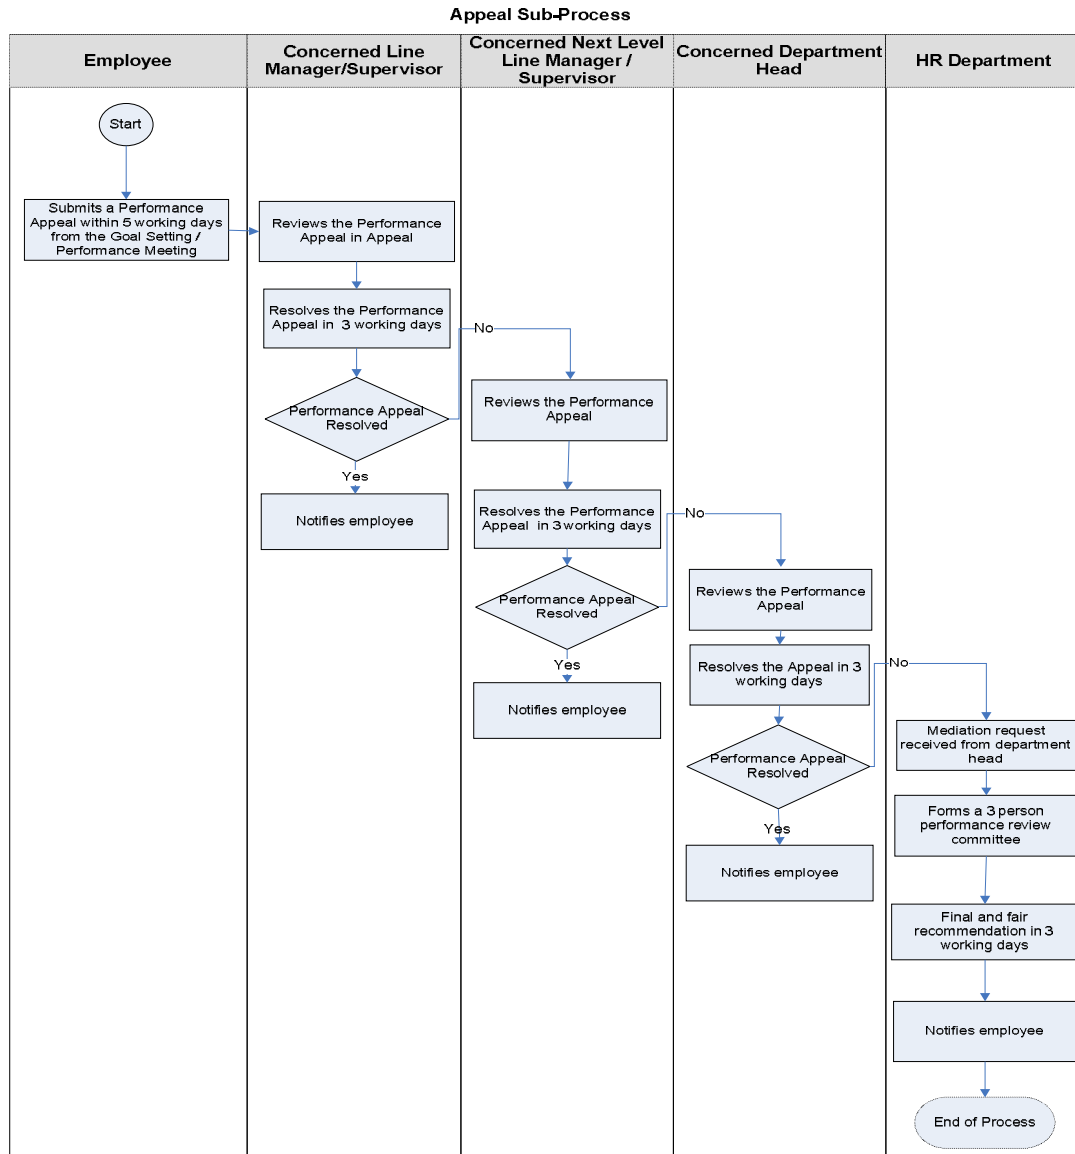 Appeal Sub-Process
Employee
Concerned Line
Manager/Supervisor
Concerned Next Level
Line Manager /
Supervisor
Concerned Department
Head
HR Department
Start
Submits a Performance
Appeal within 5 working days
from the Goal Setting /
Performance Meeting
Reviews the Performance
Appeal in Appeal
Resolves the Performance
Appeal in 3 working days
No
Performance Appeal
Resolved
Yes
Notifies employee
Reviews the Performance
Appeal
Resolves the Performance
Appeal in 3 working days
No
Performance Appeal
Resolved
Yes
Notifies employee
Reviews the Performance
Appeal
Resolves the Appeal in 3
working days
No
Performance Appeal
Resolved
Yes
Notifies employee
Mediation request
received from department
head
Forms a 3 person
performance review
committee
Final and fair
recommendation in 3
working days
Notifies employee
End of Process